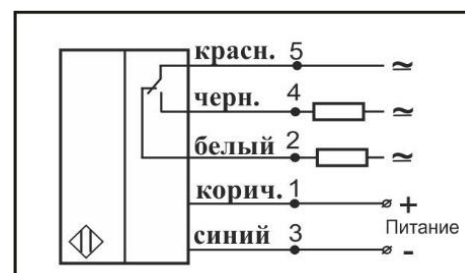 красн. 5 ≃
черн. 4 ≃
белый 2 ≃
корич. 1 +
Питание
синий 3 -